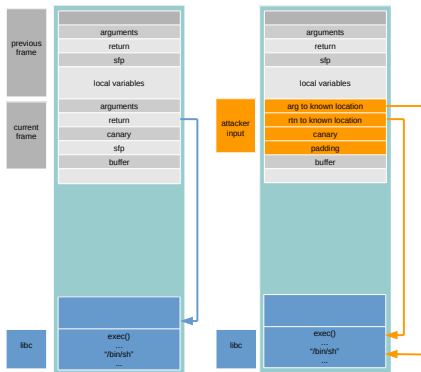 previous
frame
current
frame
libc
arguments
return
sfp
local variables
arguments
return
canary
sfp
buffer
exec()
...
"/bin/sh"
...
attacker
input
libc
arguments
return
sfp
local variables
arg to known location
rtn to known location
canary
padding
buffer
exec()
...
"/bin/sh"
...